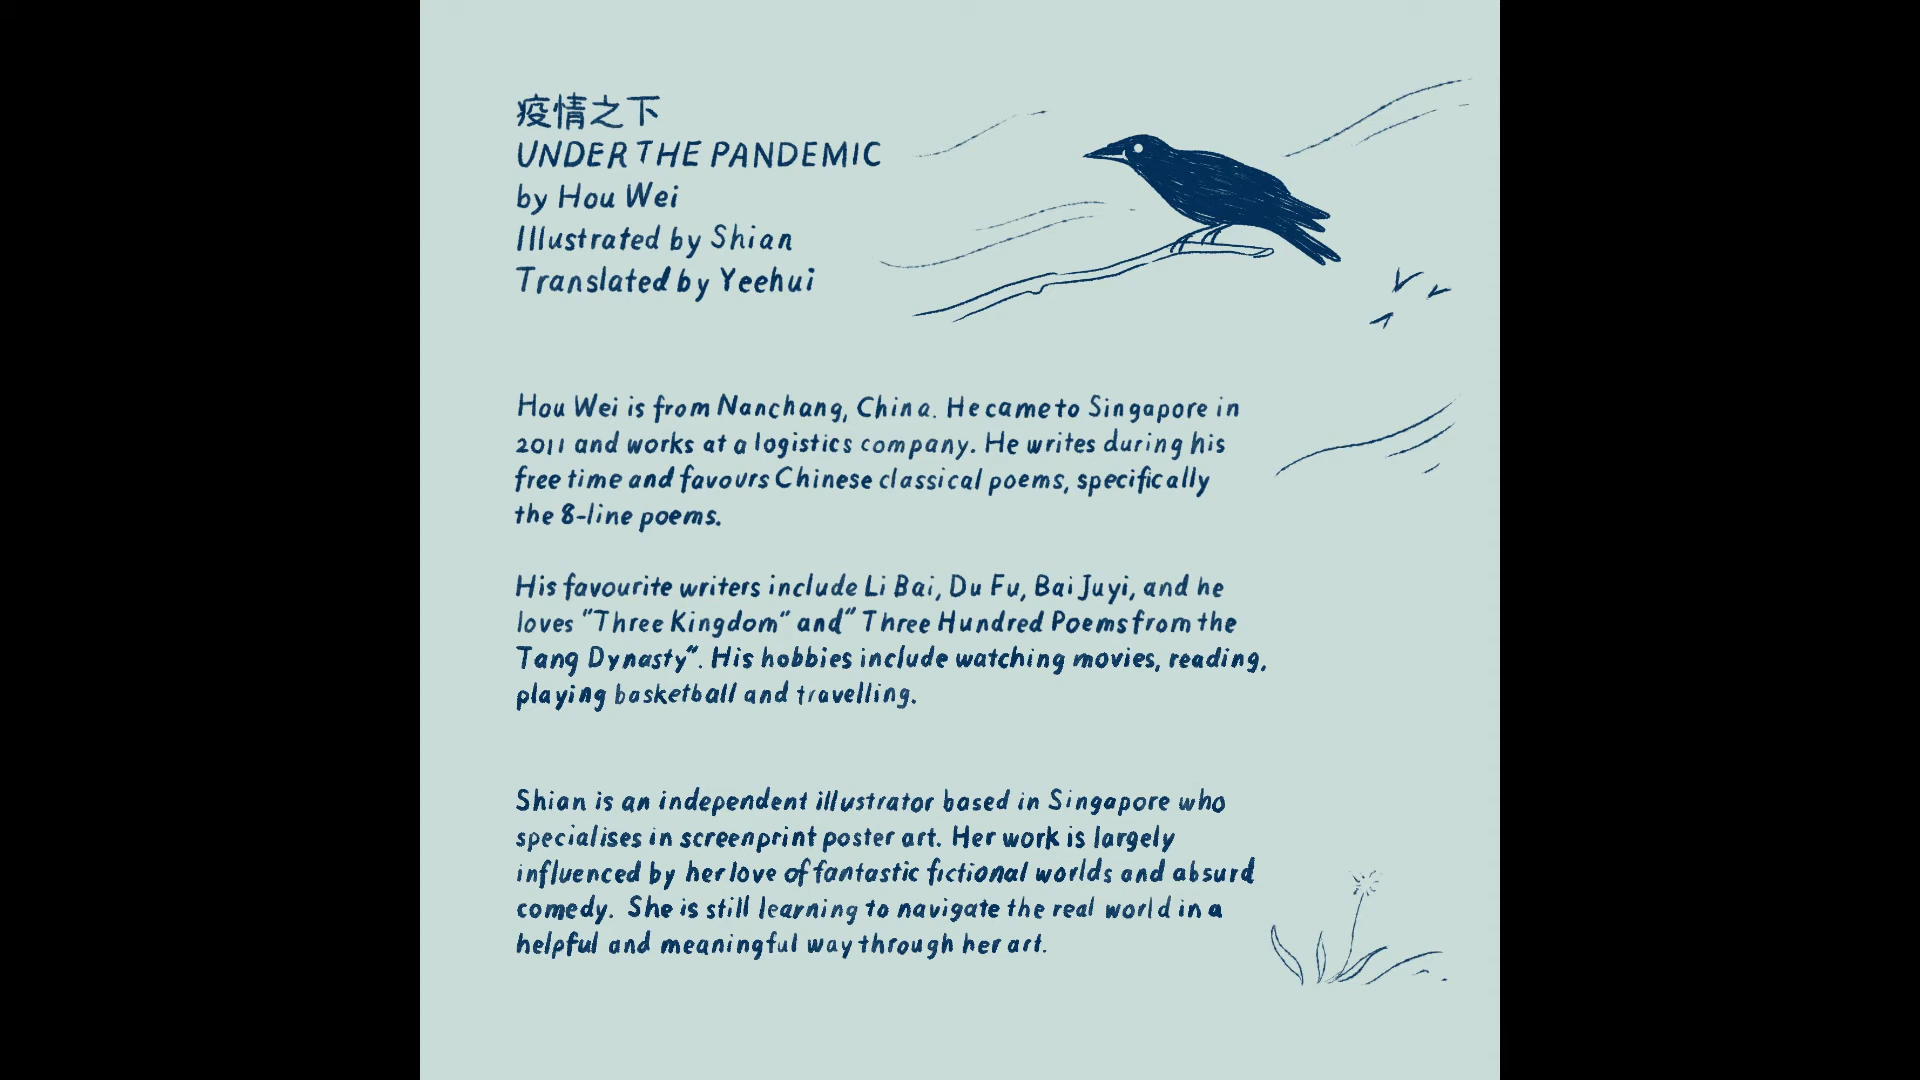 疫情之下
UNDER THE PANDEMIC
by Hou Wei
Illustrated by Shian
Translated by Yeehui
Hou Wei is from Nanchang, China. He came to Singapore in
2011 and works at a logistics company. He writes during his
free time and favours Chinese classical poems, specifically
the 8-line poems.
His favourite writers include Li Bai, Du Fu, Bai Juyi, and he
loves "Three Kingdom" and "Three Hundred Poems from the
Tang Dynasty". His hobbies include watching movies, reading,
playing basketball and travelling.
Shian is an independent illustrator based in Singapore who
specialises in screenprint poster art. Her work is largely
influenced by her love of fantastic fictional worlds and absurd
comedy. She is still learning to navigate the real world in a
helpful and meaningful way through her art.